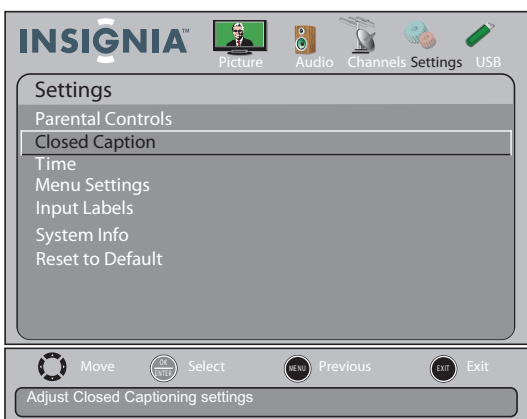 INSIGNIA™
Picture Audio Channels Settings USB
Settings
Parental Controls
Closed Caption
Time
Menu Settings
Input Labels
System Info
Reset to Default
Move OK ENTER Select MENU Previous EXIT Exit
Adjust Closed Captioning settings